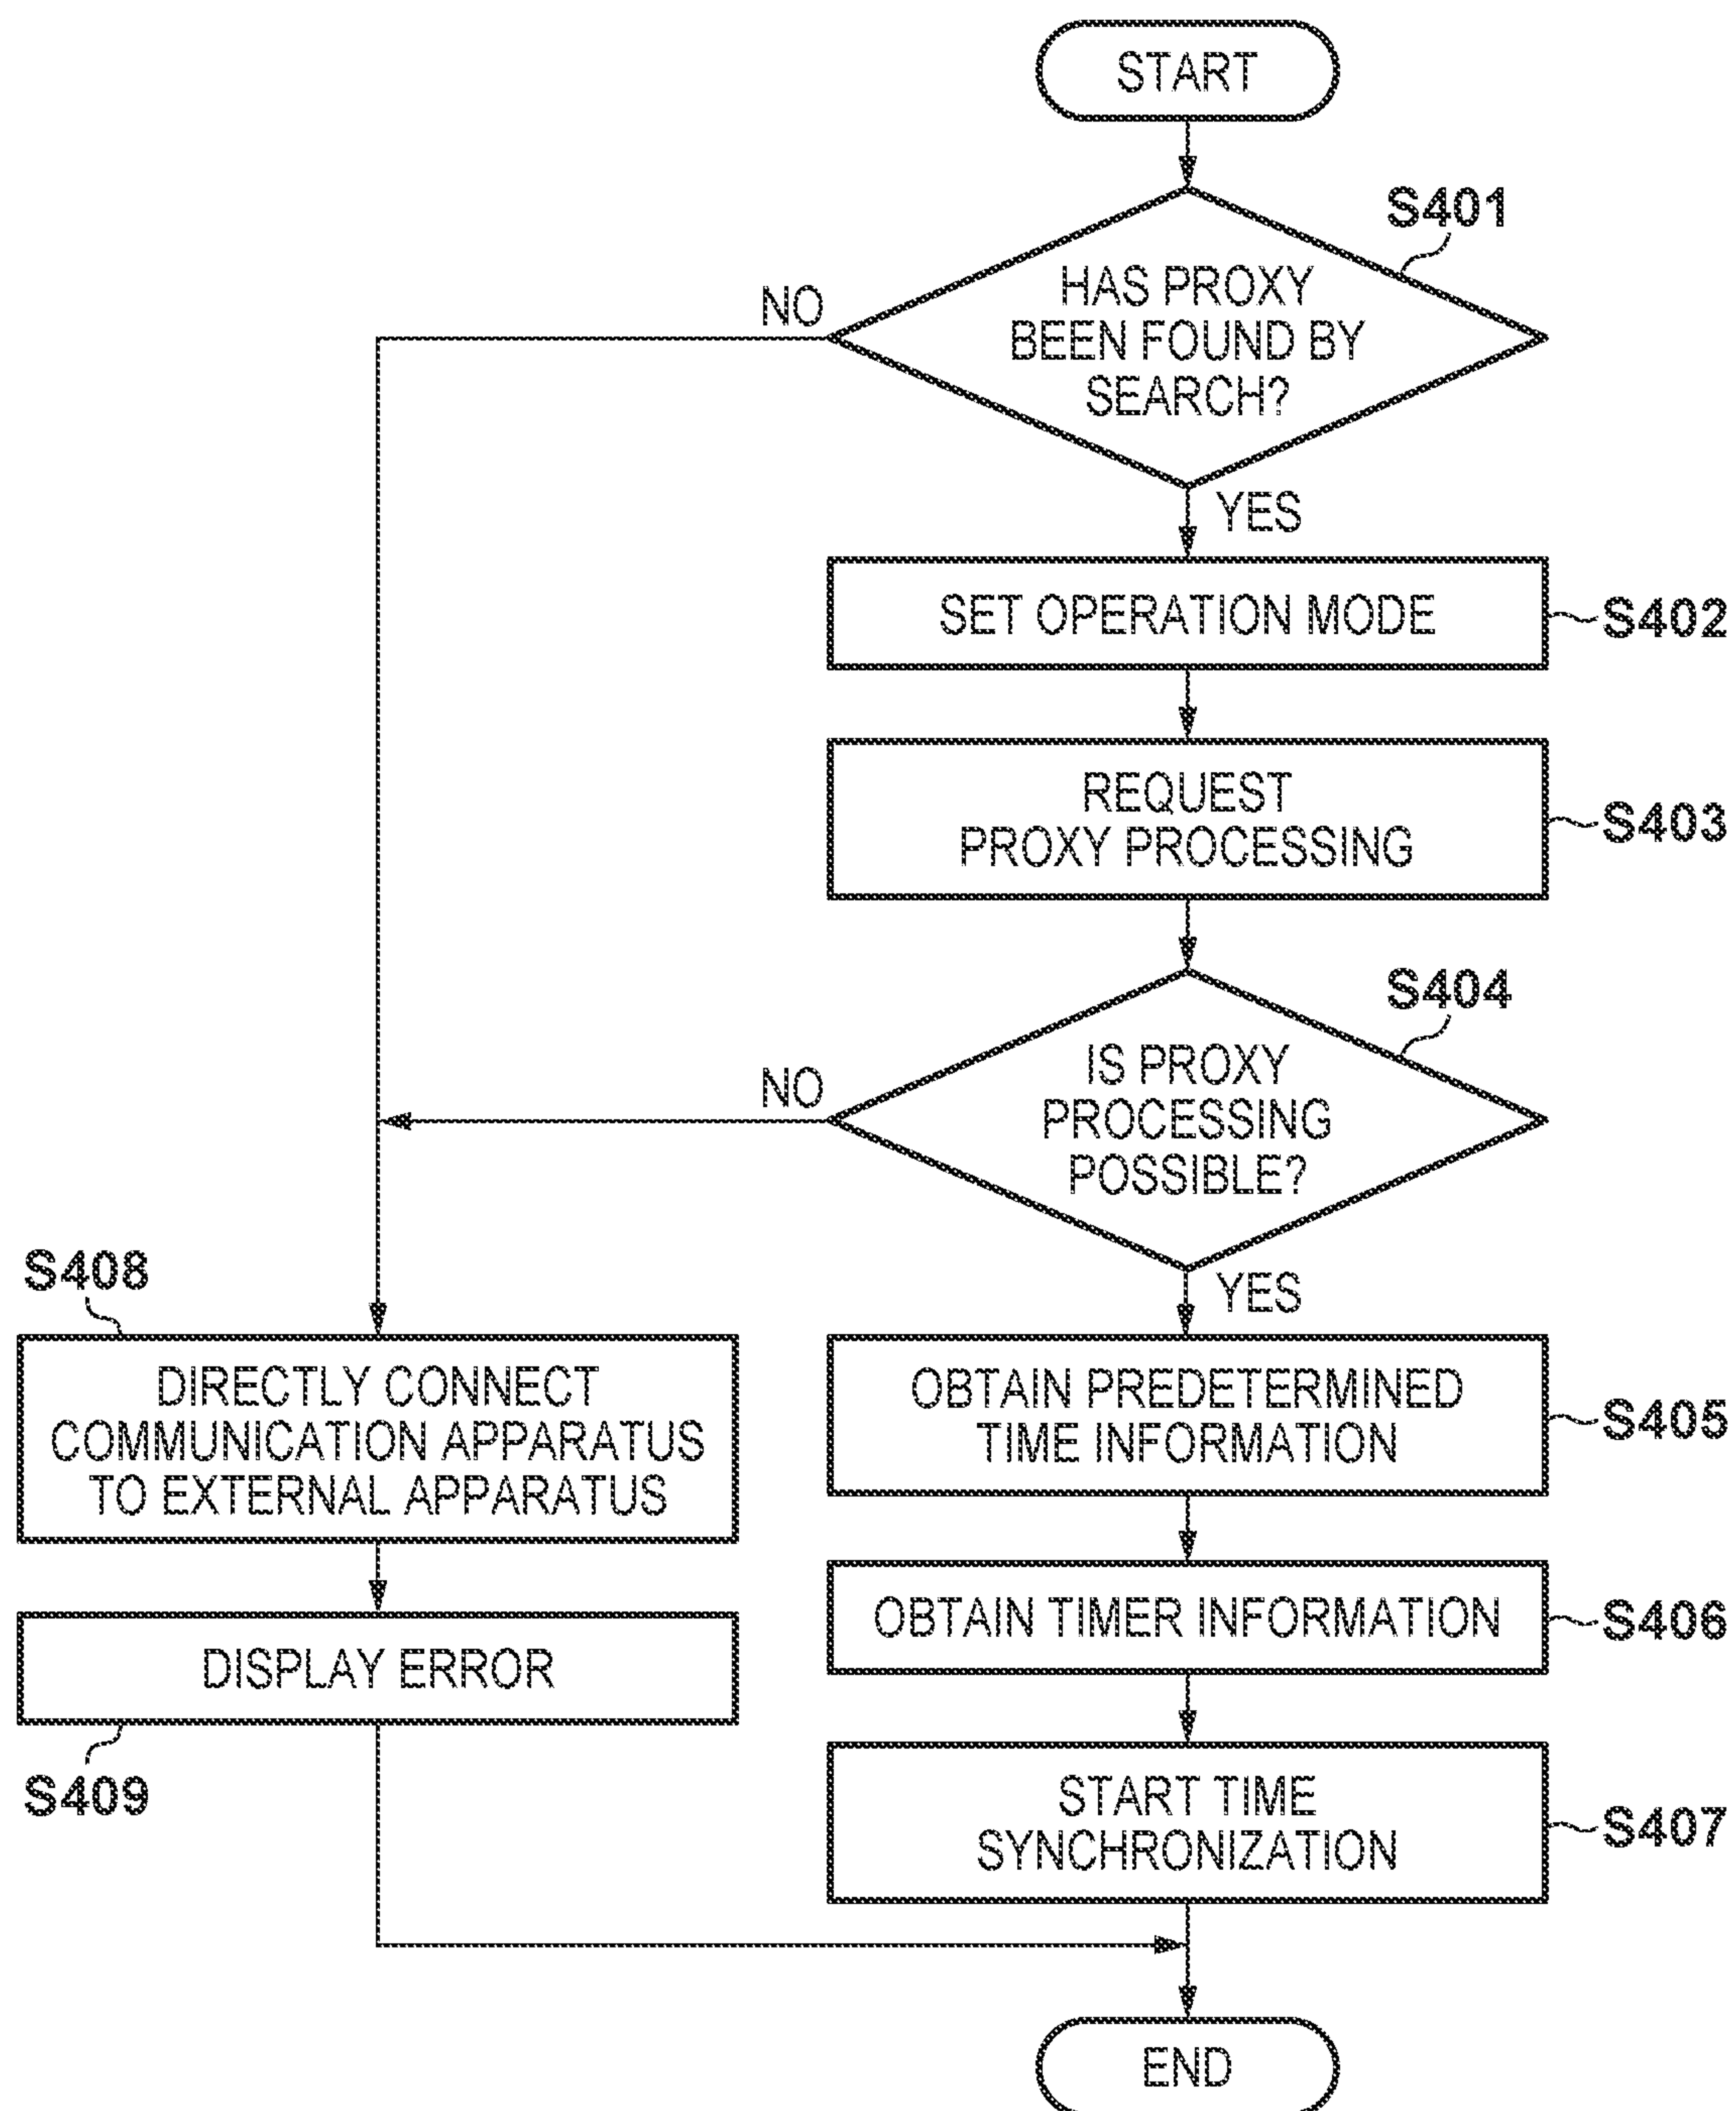 START
S401
HAS PROXY
BEEN FOUND BY
SEARCH?
NO
YES
SET OPERATION MODE
S402
REQUEST
PROXY PROCESSING
S403
S404
IS PROXY
PROCESSING
POSSIBLE?
NO
YES
S408
DIRECTLY CONNECT
COMMUNICATION APPARATUS
TO EXTERNAL APPARATUS
OBTAIN PREDETERMINED
TIME INFORMATION
S405
OBTAIN TIMER INFORMATION
S406
DISPLAY ERROR
S409
START TIME
SYNCHRONIZATION
S407
END